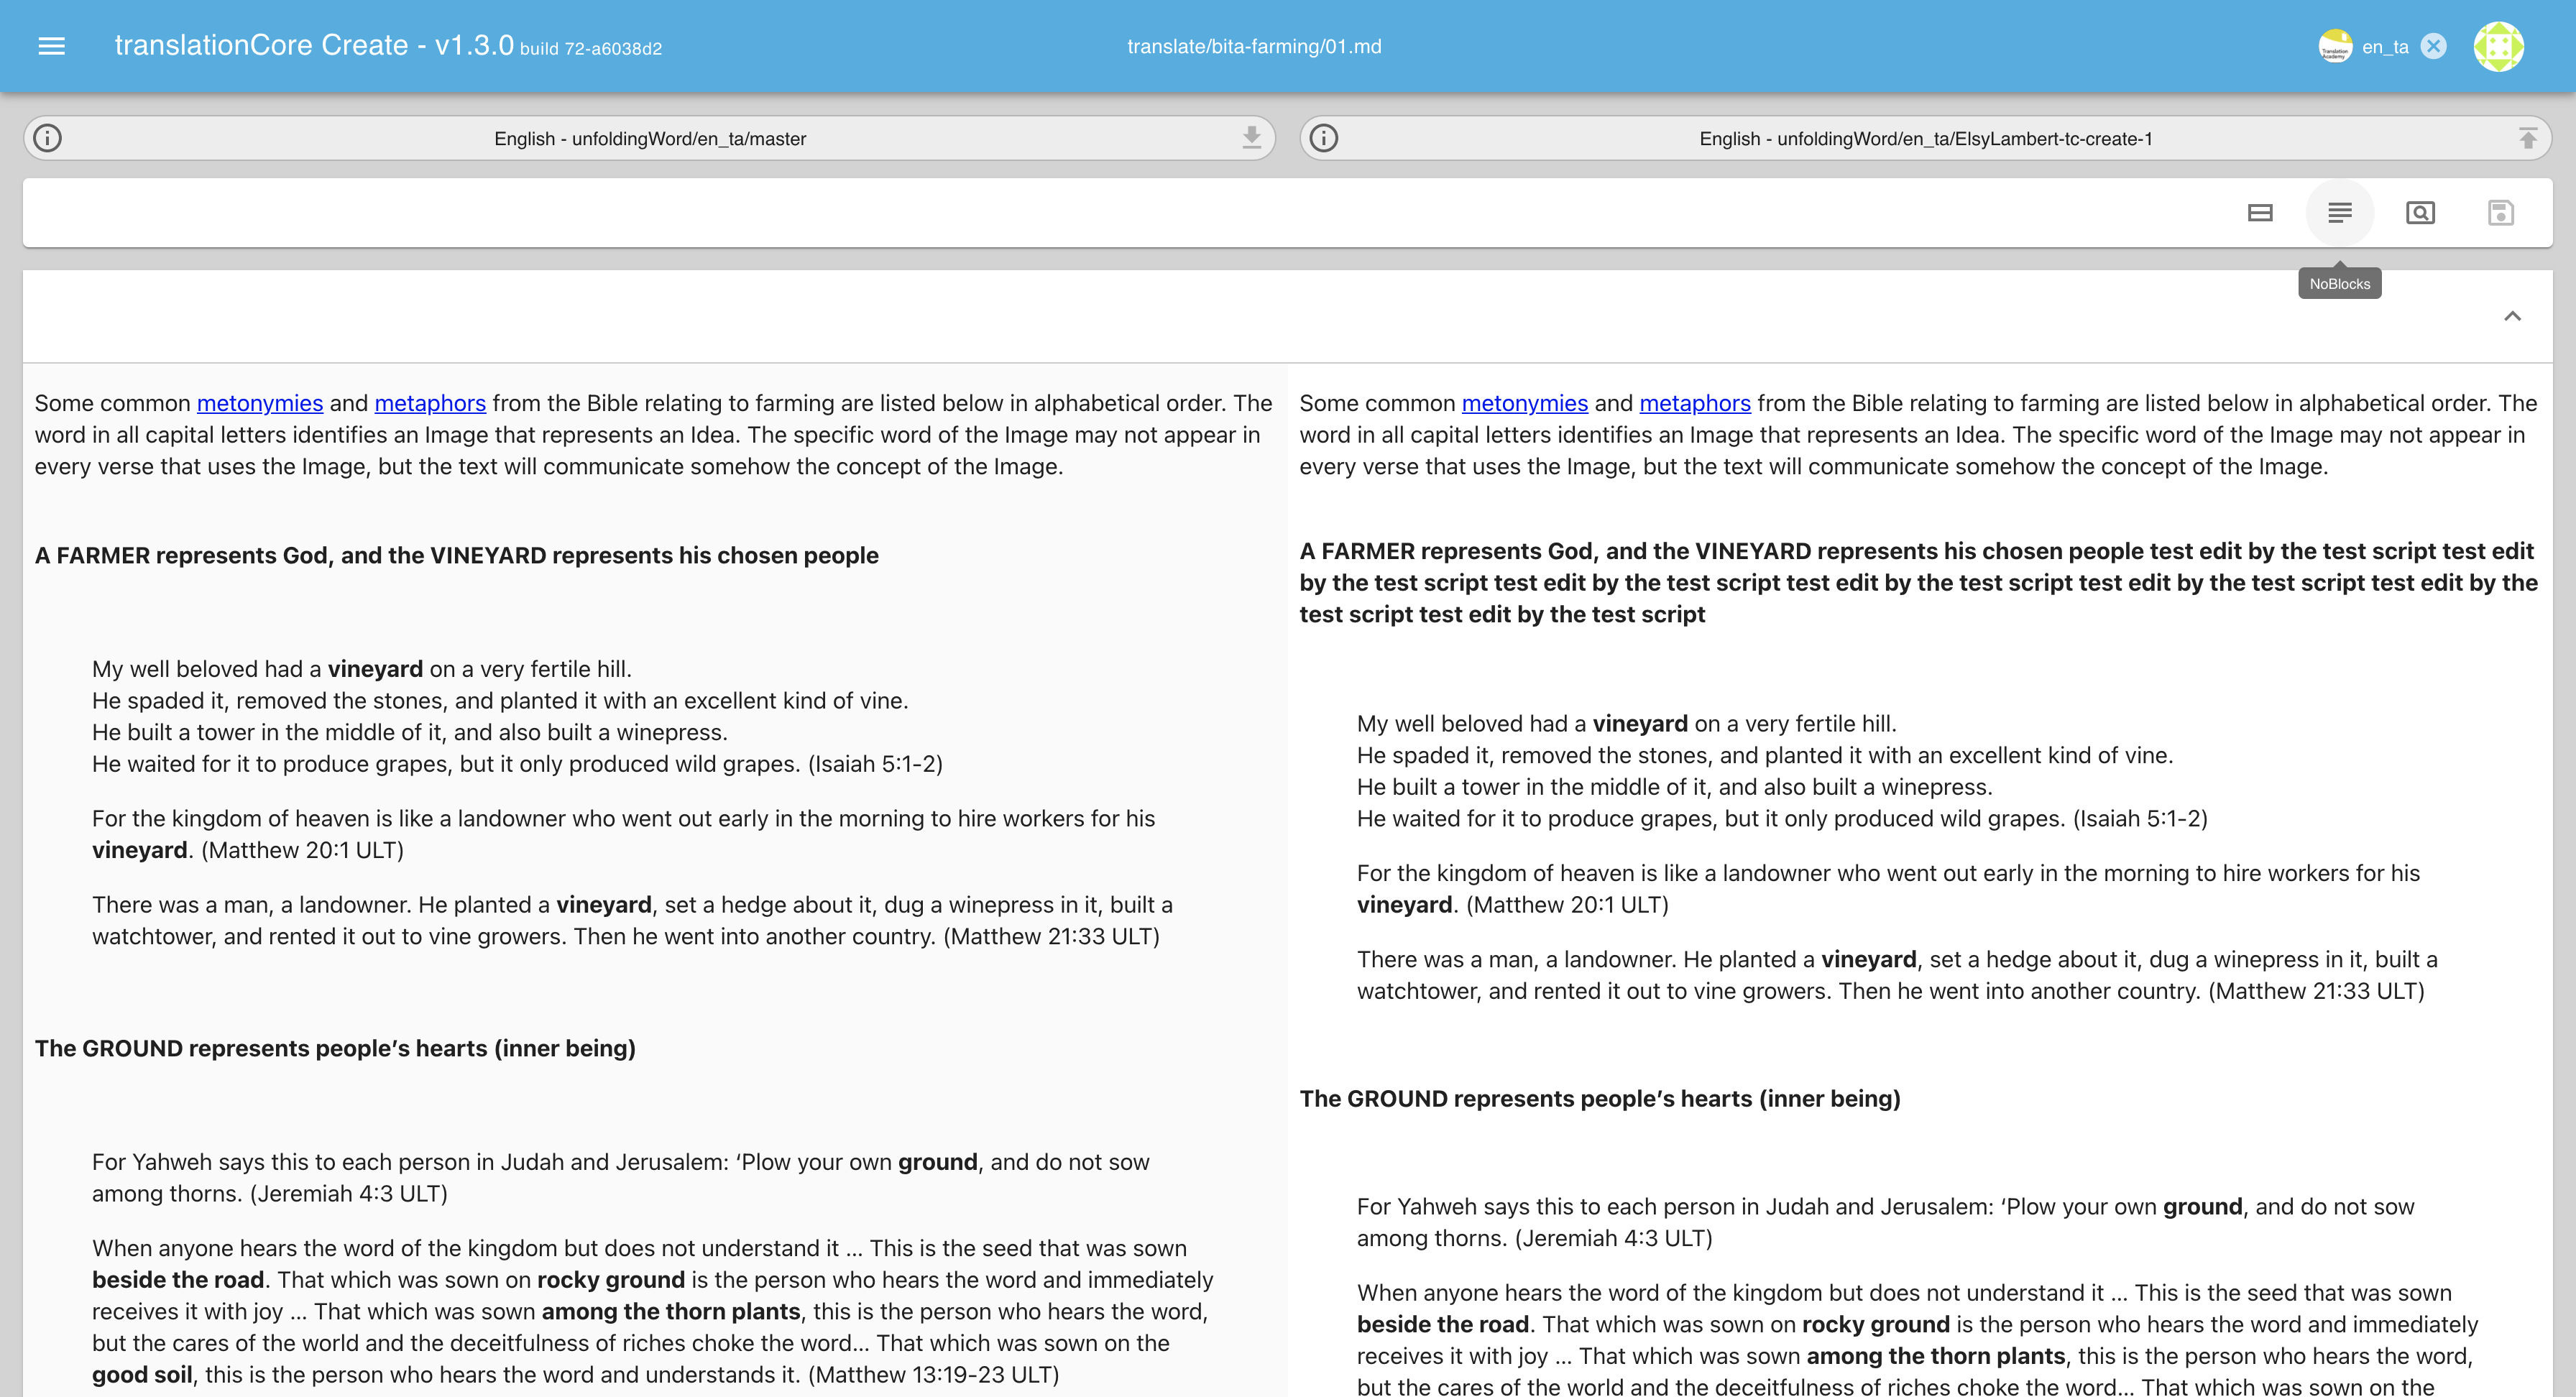 translationCore Create - v1.3.0 build 72-a6038d2
translate/bita-farming/01.md
Translation
Academy
en_ta
English - unfoldingWord/en_ta/master
English - unfoldingWord/en_ta/ElsyLambert-tc-create-1
NoBlocks
Some common metonymies and metaphors from the Bible relating to farming are listed below in alphabetical order. The
word in all capital letters identifies an Image that represents an Idea. The specific word of the Image may not appear in
every verse that uses the Image, but the text will communicate somehow the concept of the Image.
A FARMER represents God, and the VINEYARD represents his chosen people
My well beloved had a vineyard on a very fertile hill.
He spaded it, removed the stones, and planted it with an excellent kind of vine.
He built a tower in the middle of it, and also built a winepress.
He waited for it to produce grapes, but it only produced wild grapes. (Isaiah 5:1-2)
For the kingdom of heaven is like a landowner who went out early in the morning to hire workers for his
vineyard. (Matthew 20:1 ULT)
There was a man, a landowner. He planted a vineyard, set a hedge about it, dug a winepress in it, built a
watchtower, and rented it out to vine growers. Then he went into another country. (Matthew 21:33 ULT)
The GROUND represents people’s hearts (inner being)
For Yahweh says this to each person in Judah and Jerusalem: ‘Plow your own ground, and do not sow
among thorns. (Jeremiah 4:3 ULT)
When anyone hears the word of the kingdom but does not understand it ... This is the seed that was sown
beside the road. That which was sown on rocky ground is the person who hears the word and immediately
receives it with joy ... That which was sown among the thorn plants, this is the person who hears the word,
but the cares of the world and the deceitfulness of riches choke the word... That which was sown on the
good soil, this is the person who hears the word and understands it. (Matthew 13:19-23 ULT)
Some common metonymies and metaphors from the Bible relating to farming are listed below in alphabetical order. The
word in all capital letters identifies an Image that represents an Idea. The specific word of the Image may not appear in
every verse that uses the Image, but the text will communicate somehow the concept of the Image.
A FARMER represents God, and the VINEYARD represents his chosen people test edit by the test script test edit
by the test script test edit by the test script test edit by the test script test edit by the test script test edit by the
test script test edit by the test script
My well beloved had a vineyard on a very fertile hill.
He spaded it, removed the stones, and planted it with an excellent kind of vine.
He built a tower in the middle of it, and also built a winepress.
He waited for it to produce grapes, but it only produced wild grapes. (Isaiah 5:1-2)
For the kingdom of heaven is like a landowner who went out early in the morning to hire workers for his
vineyard. (Matthew 20:1 ULT)
There was a man, a landowner. He planted a vineyard, set a hedge about it, dug a winepress in it, built a
watchtower, and rented it out to vine growers. Then he went into another country. (Matthew 21:33 ULT)
The GROUND represents people’s hearts (inner being)
For Yahweh says this to each person in Judah and Jerusalem: ‘Plow your own ground, and do not sow
among thorns. (Jeremiah 4:3 ULT)
When anyone hears the word of the kingdom but does not understand it ... This is the seed that was sown
beside the road. That which was sown on rocky ground is the person who hears the word and immediately
receives it with joy ... That which was sown among the thorn plants, this is the person who hears the word,
but the cares of the world and the deceitfulness of riches choke the word... That which was sown on the